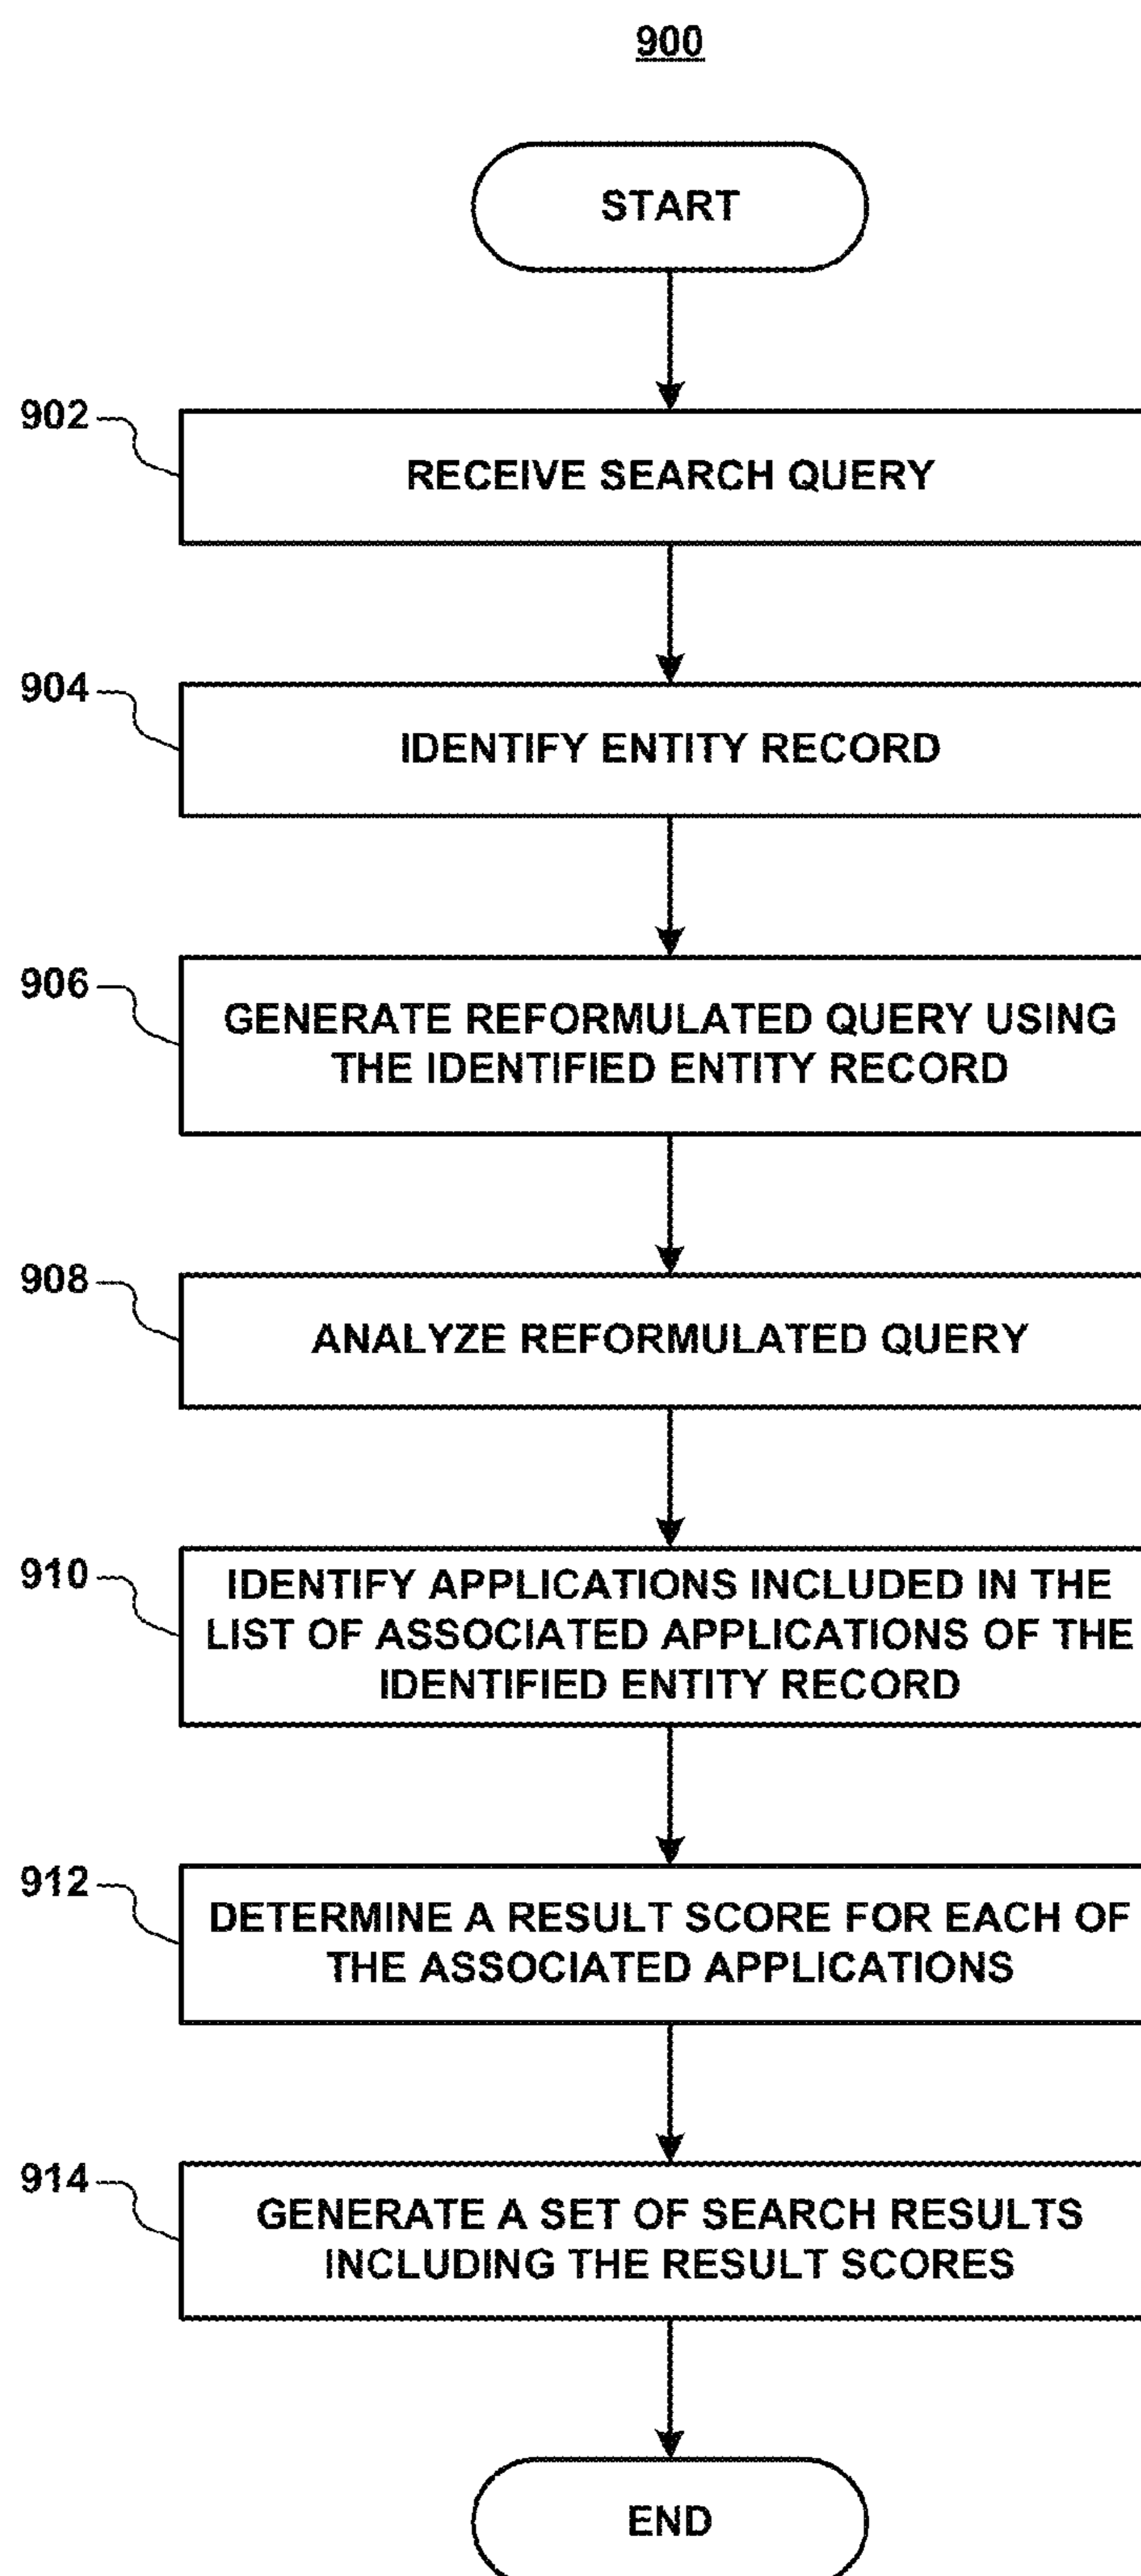 900
START
902
RECEIVE SEARCH QUERY
904
IDENTIFY ENTITY RECORD
906
GENERATE REFORMULATED QUERY USING
THE IDENTIFIED ENTITY RECORD
908
ANALYZE REFORMULATED QUERY
910
IDENTIFY APPLICATIONS INCLUDED IN THE
LIST OF ASSOCIATED APPLICATIONS OF THE
IDENTIFIED ENTITY RECORD
912
DETERMINE A RESULT SCORE FOR EACH OF
THE ASSOCIATED APPLICATIONS
914
GENERATE A SET OF SEARCH RESULTS
INCLUDING THE RESULT SCORES
END